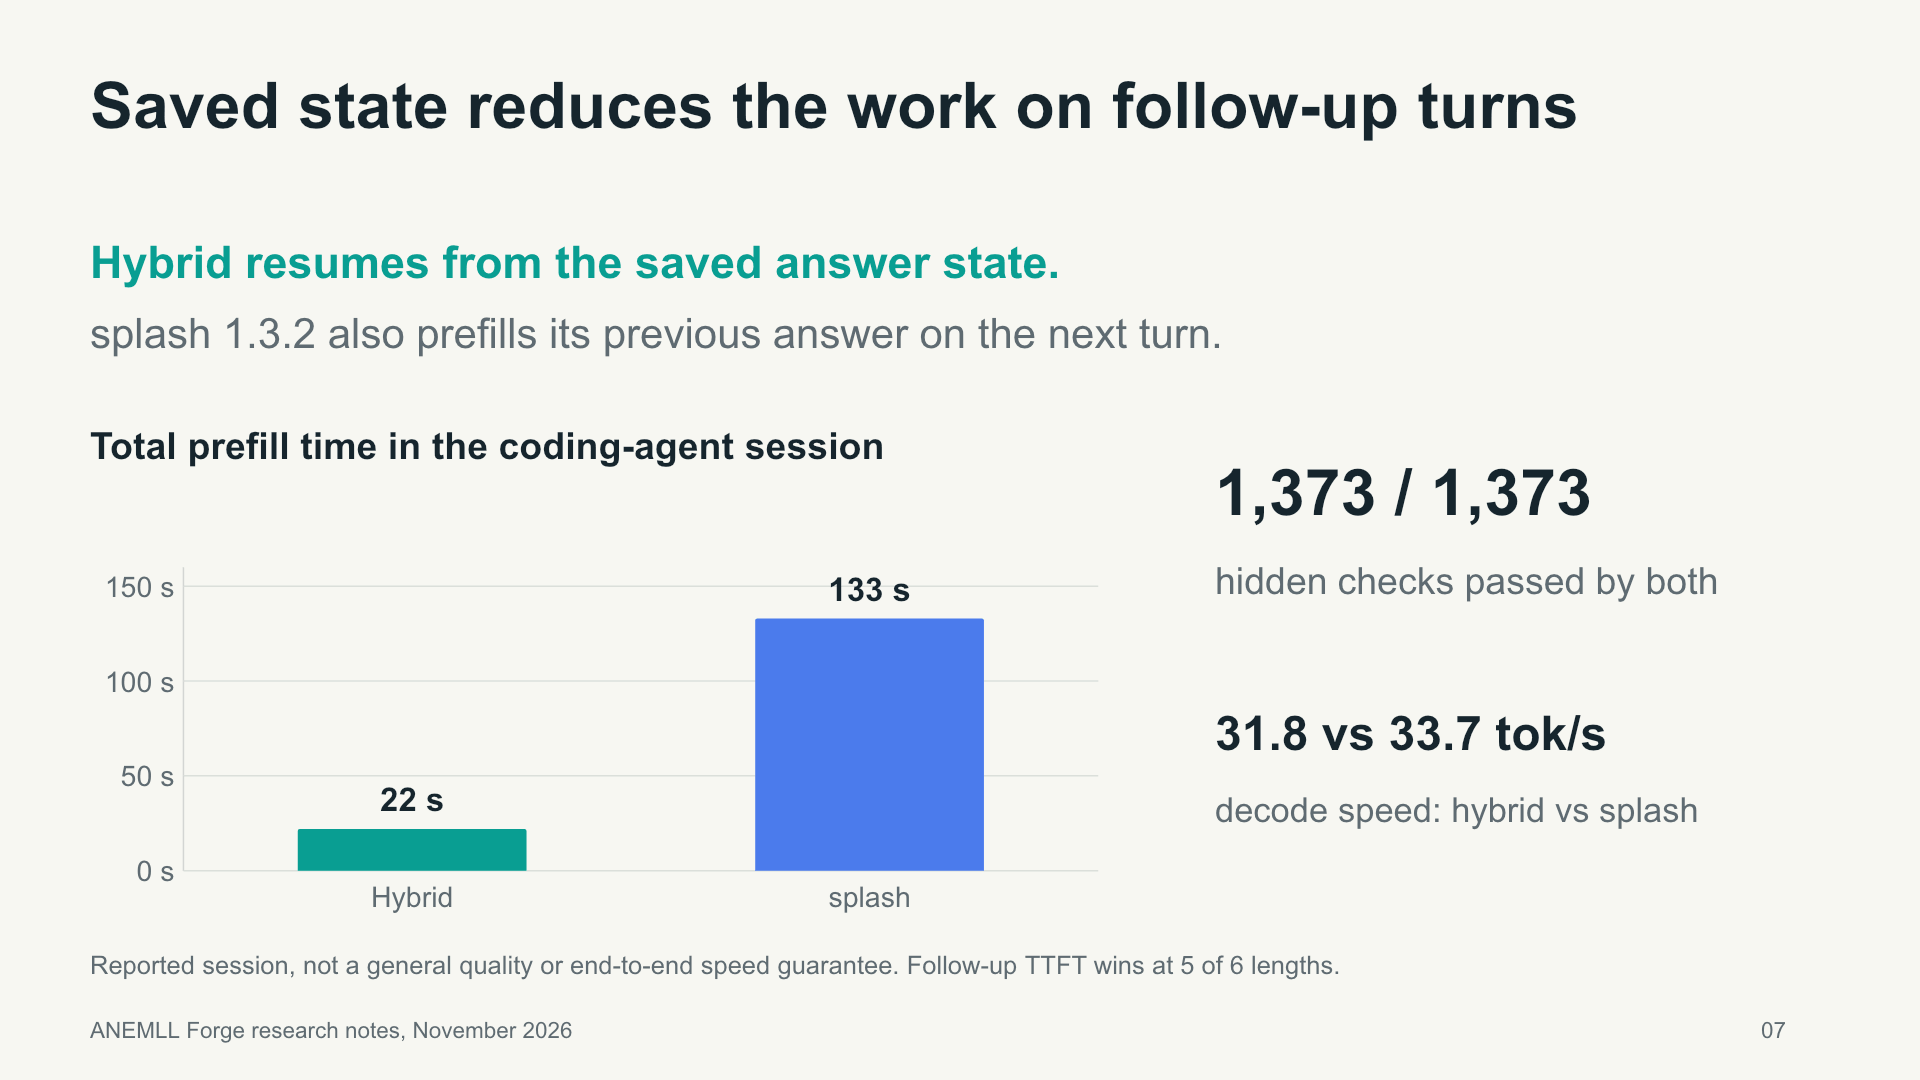 Saved state reduces the work on follow-up turns
Hybrid resumes from the saved answer state.
splash 1.3.2 also prefills its previous answer on the next turn.
Total prefill time in the coding-agent session
150 s
100 s
50 s
0 s
22 s
133 s
Hybrid
splash
1,373 / 1,373
hidden checks passed by both
31.8 vs 33.7 tok/s
decode speed: hybrid vs splash
Reported session, not a general quality or end-to-end speed guarantee. Follow-up TTFT wins at 5 of 6 lengths.
ANEMLL Forge research notes, November 2026
07